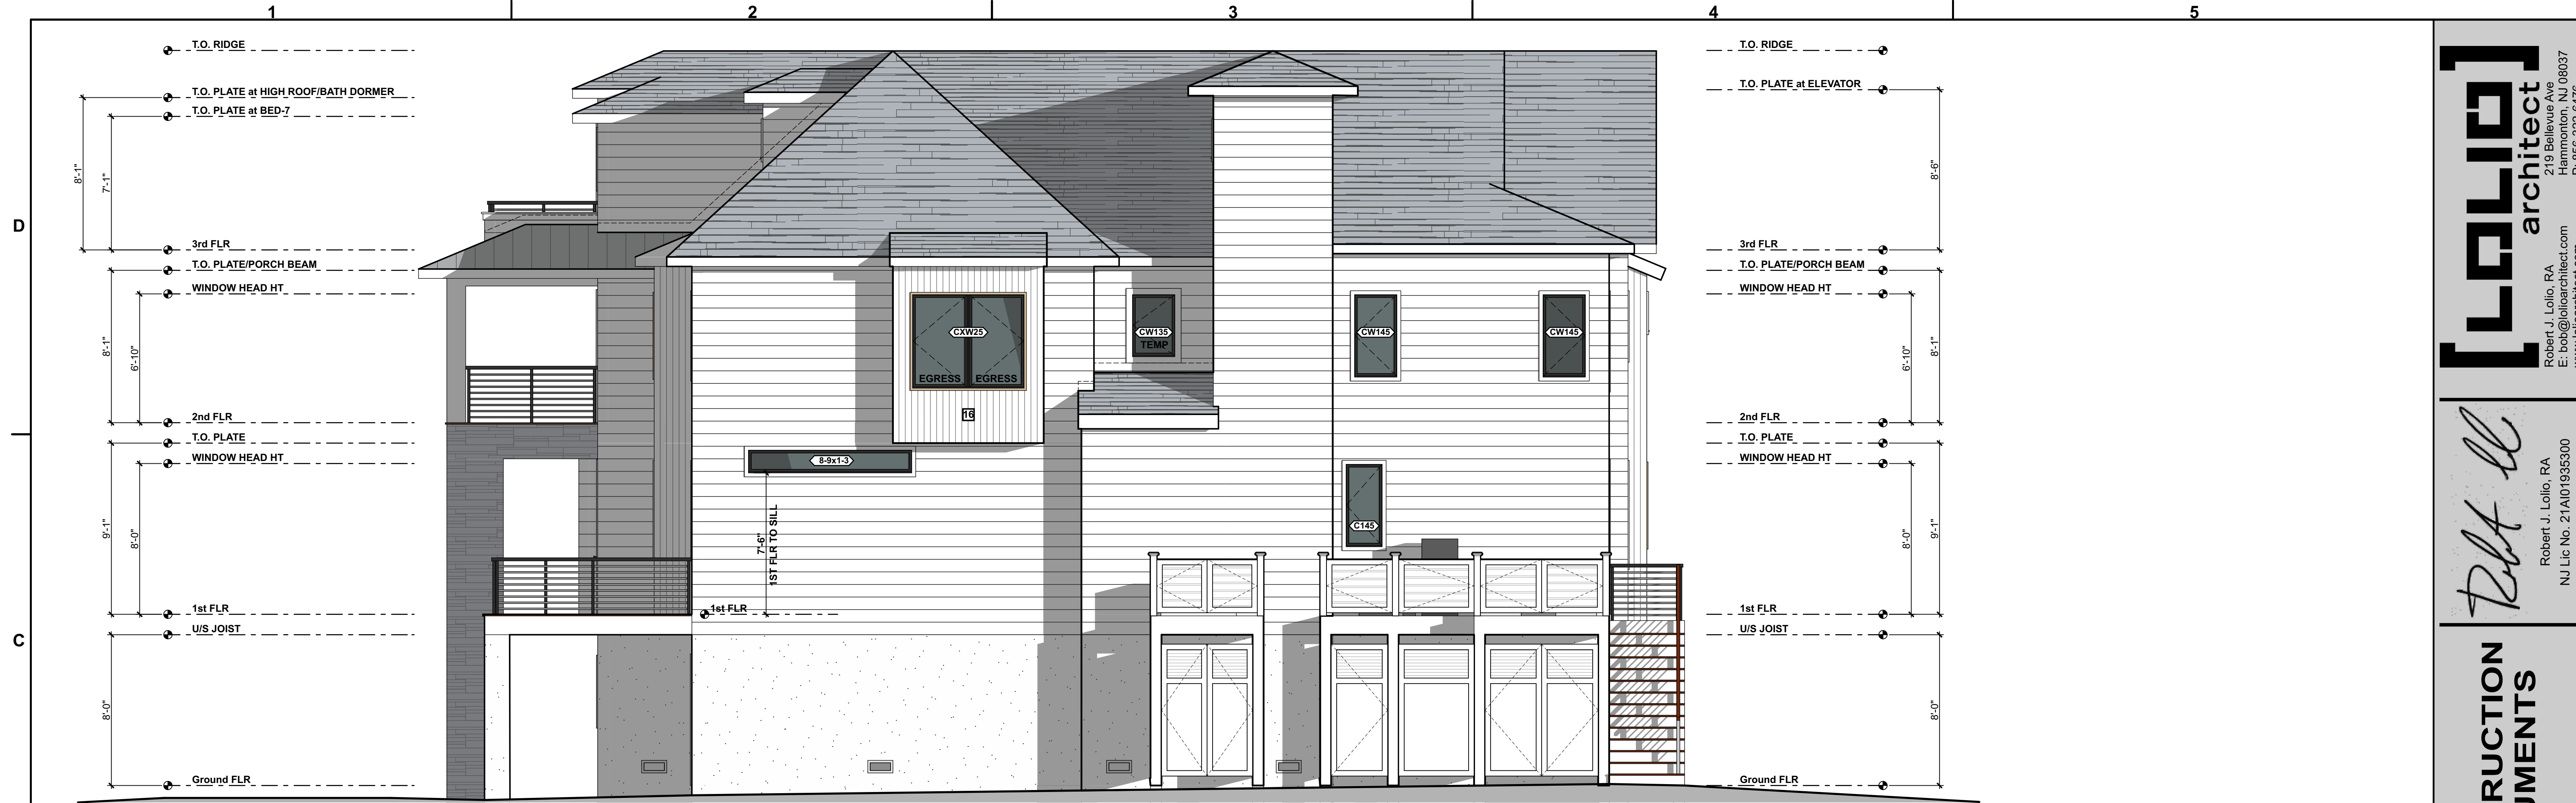 1
2
3
4
5
D
C
T.O. RIDGE
T.O. PLATE at HIGH ROOF/BATH DORMER
T.O. PLATE at BED-7
8'-1"
7'-1"
3rd FLR
T.O. PLATE/PORCH BEAM
WINDOW HEAD HT
8'-1"
6'-10"
2nd FLR
T.O. PLATE
WINDOW HEAD HT
9'-1"
8'-0"
1st FLR
U/S JOIST
8'-0"
Ground FLR
CXW25
EGRESS
EGRESS
16
CW135
TEMP
CW145
CW145
8-9x1-3
7'-6"
1ST FLR TO SILL
1st FLR
C145
T.O. RIDGE
T.O. PLATE at ELEVATOR
8'-6"
3rd FLR
T.O. PLATE/PORCH BEAM
WINDOW HEAD HT
6'-10"
8'-1"
2nd FLR
T.O. PLATE
WINDOW HEAD HT
8'-0"
9'-1"
1st FLR
U/S JOIST
8'-0"
Ground FLR
[LOLIO]
architect
219 Bellevue Ave
Hammonton, NJ 08037
Robert J. Lolio, RA
E: bob@lolioarchitect.com
Robert J. Lolio, RA
NJ Lic No. 21AI01935300
RUCTION
UMENTS